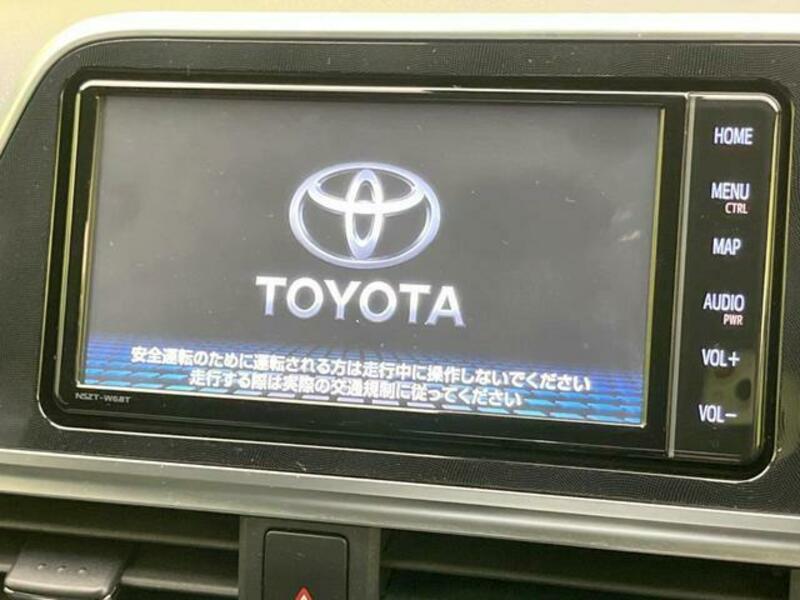 TOYOTA
安全運転のために運転される方は走行中に操作しないでください
走行する際は実際の交通規制に従ってください
NSZT-W68T
HOME
MENU
CTRL
MAP
AUDIO
PWR
VOL+
VOL-